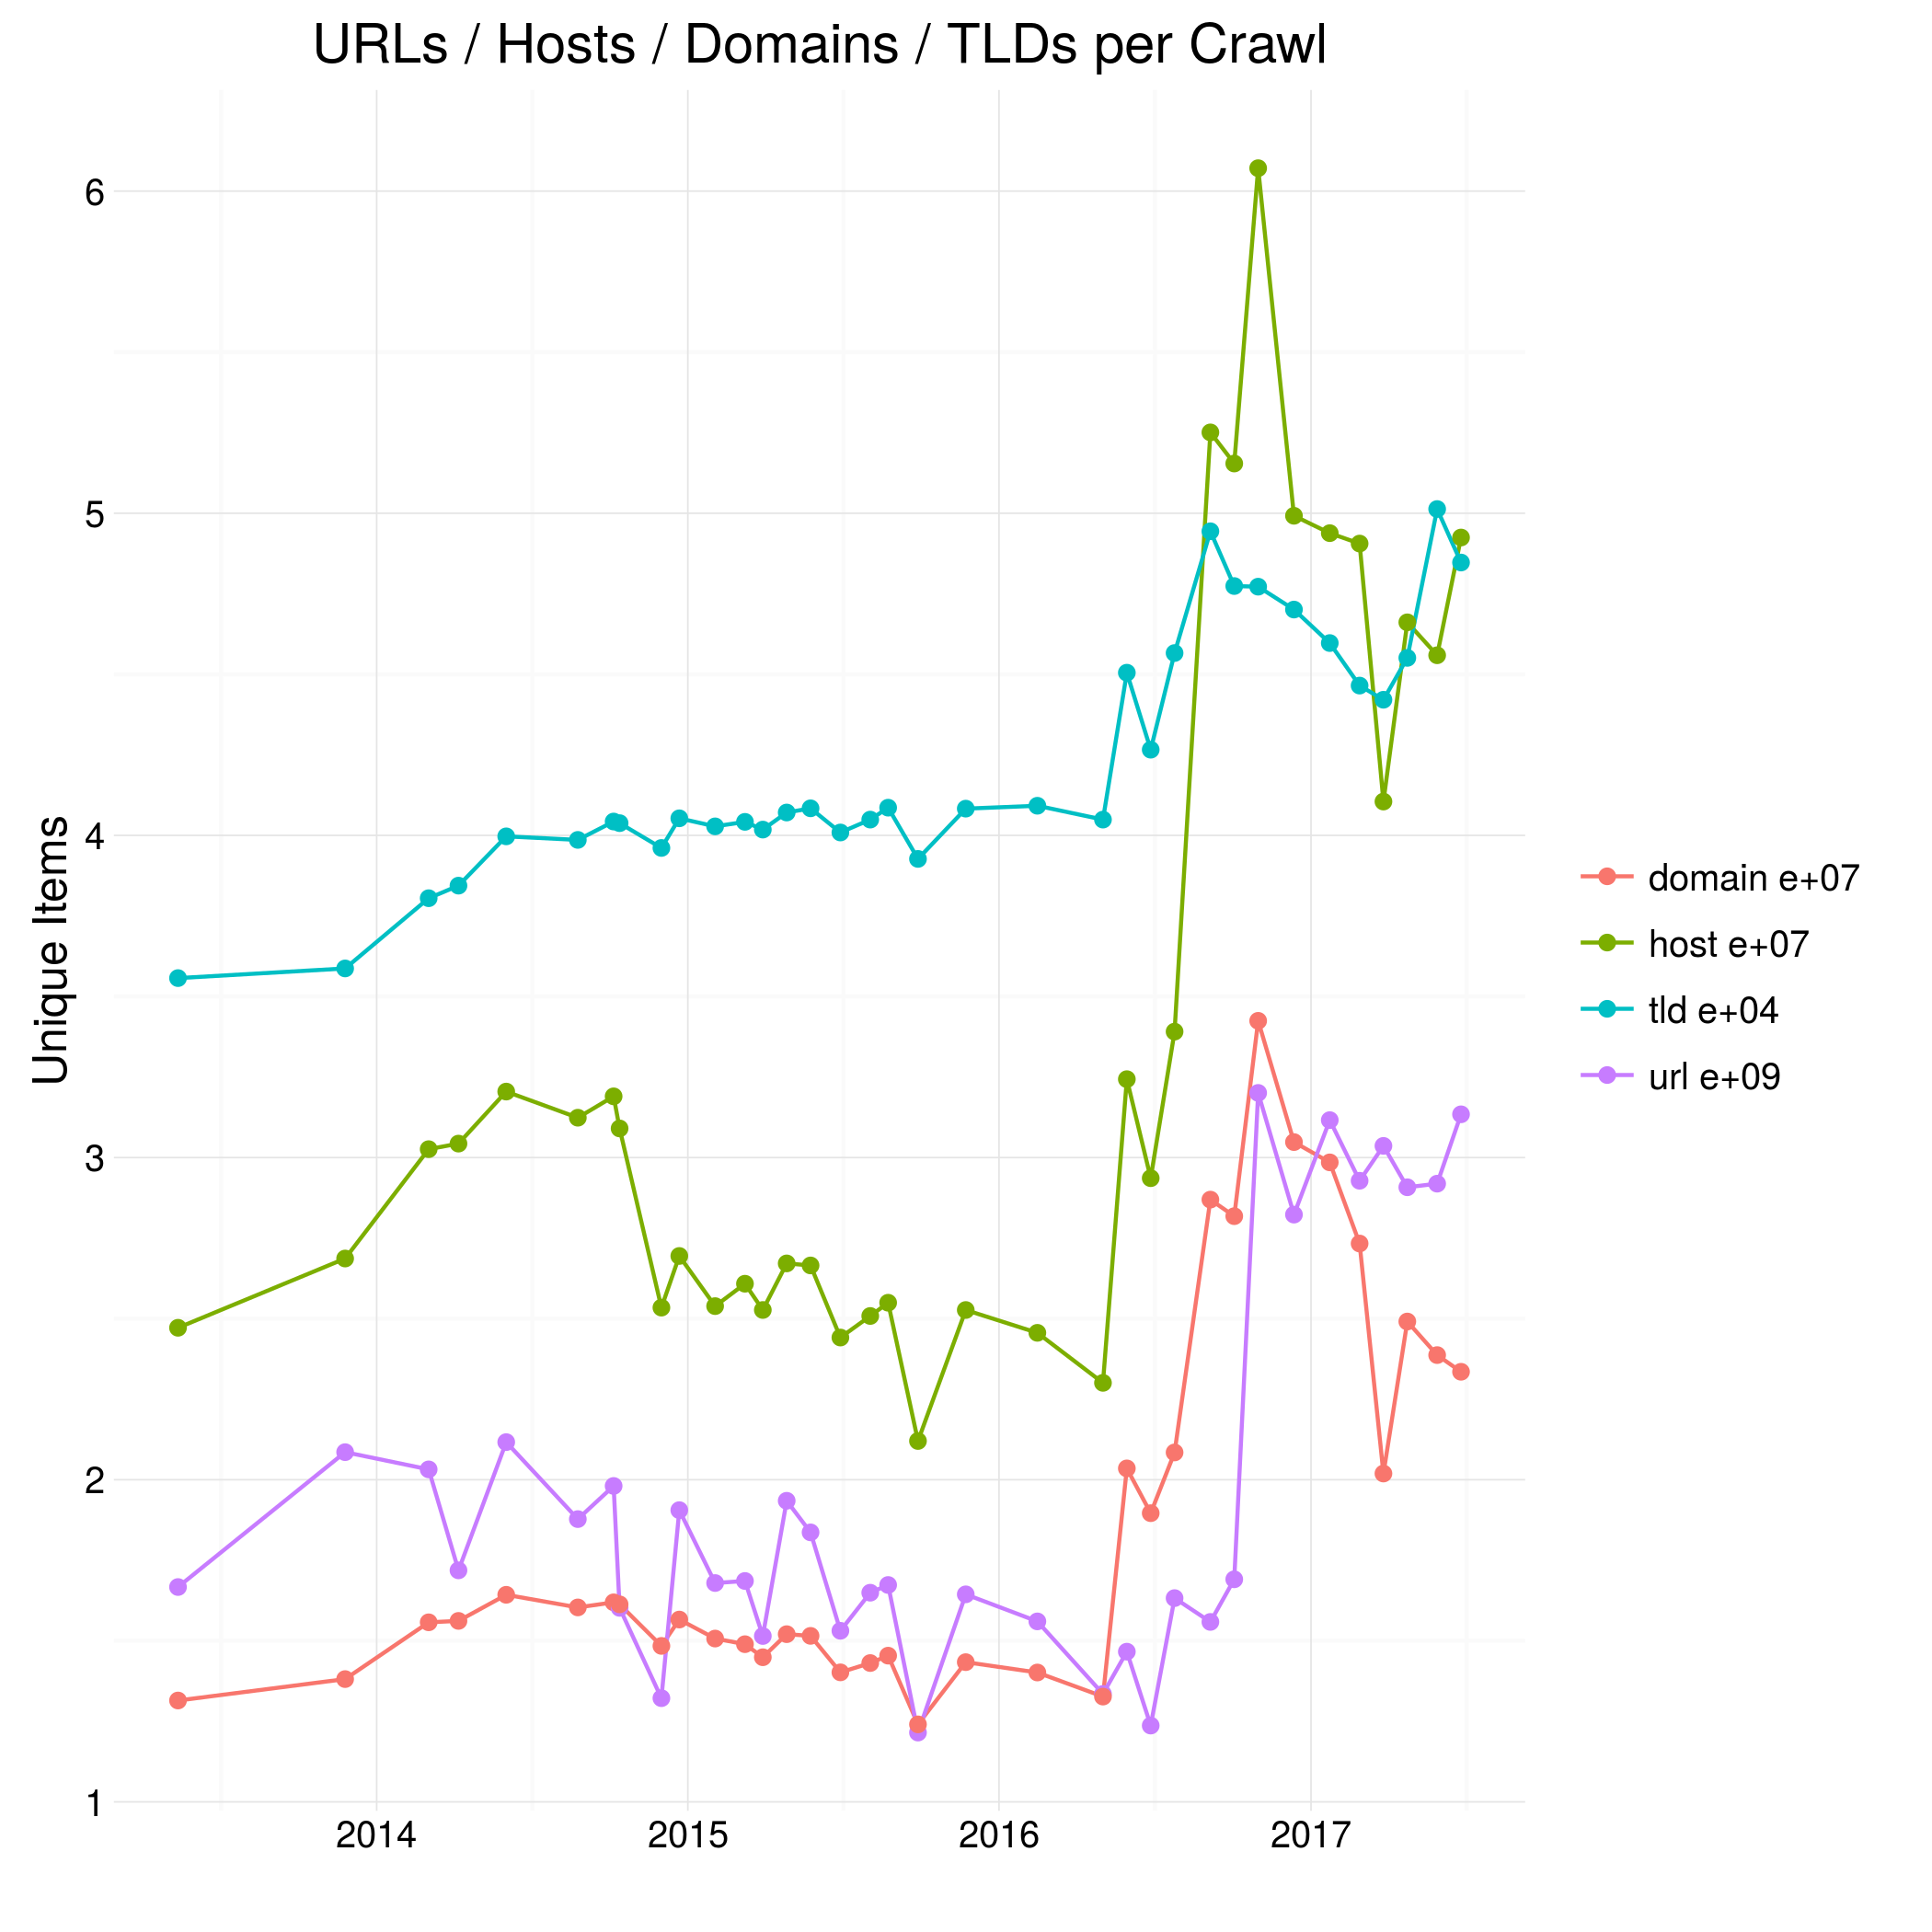 URLs / Hosts / Domains / TLDs per Crawl
Unique Items
6
5
4
3
2
1
2014
2015
2016
2017
domain e+07
host e+07
tld e+04
url e+09